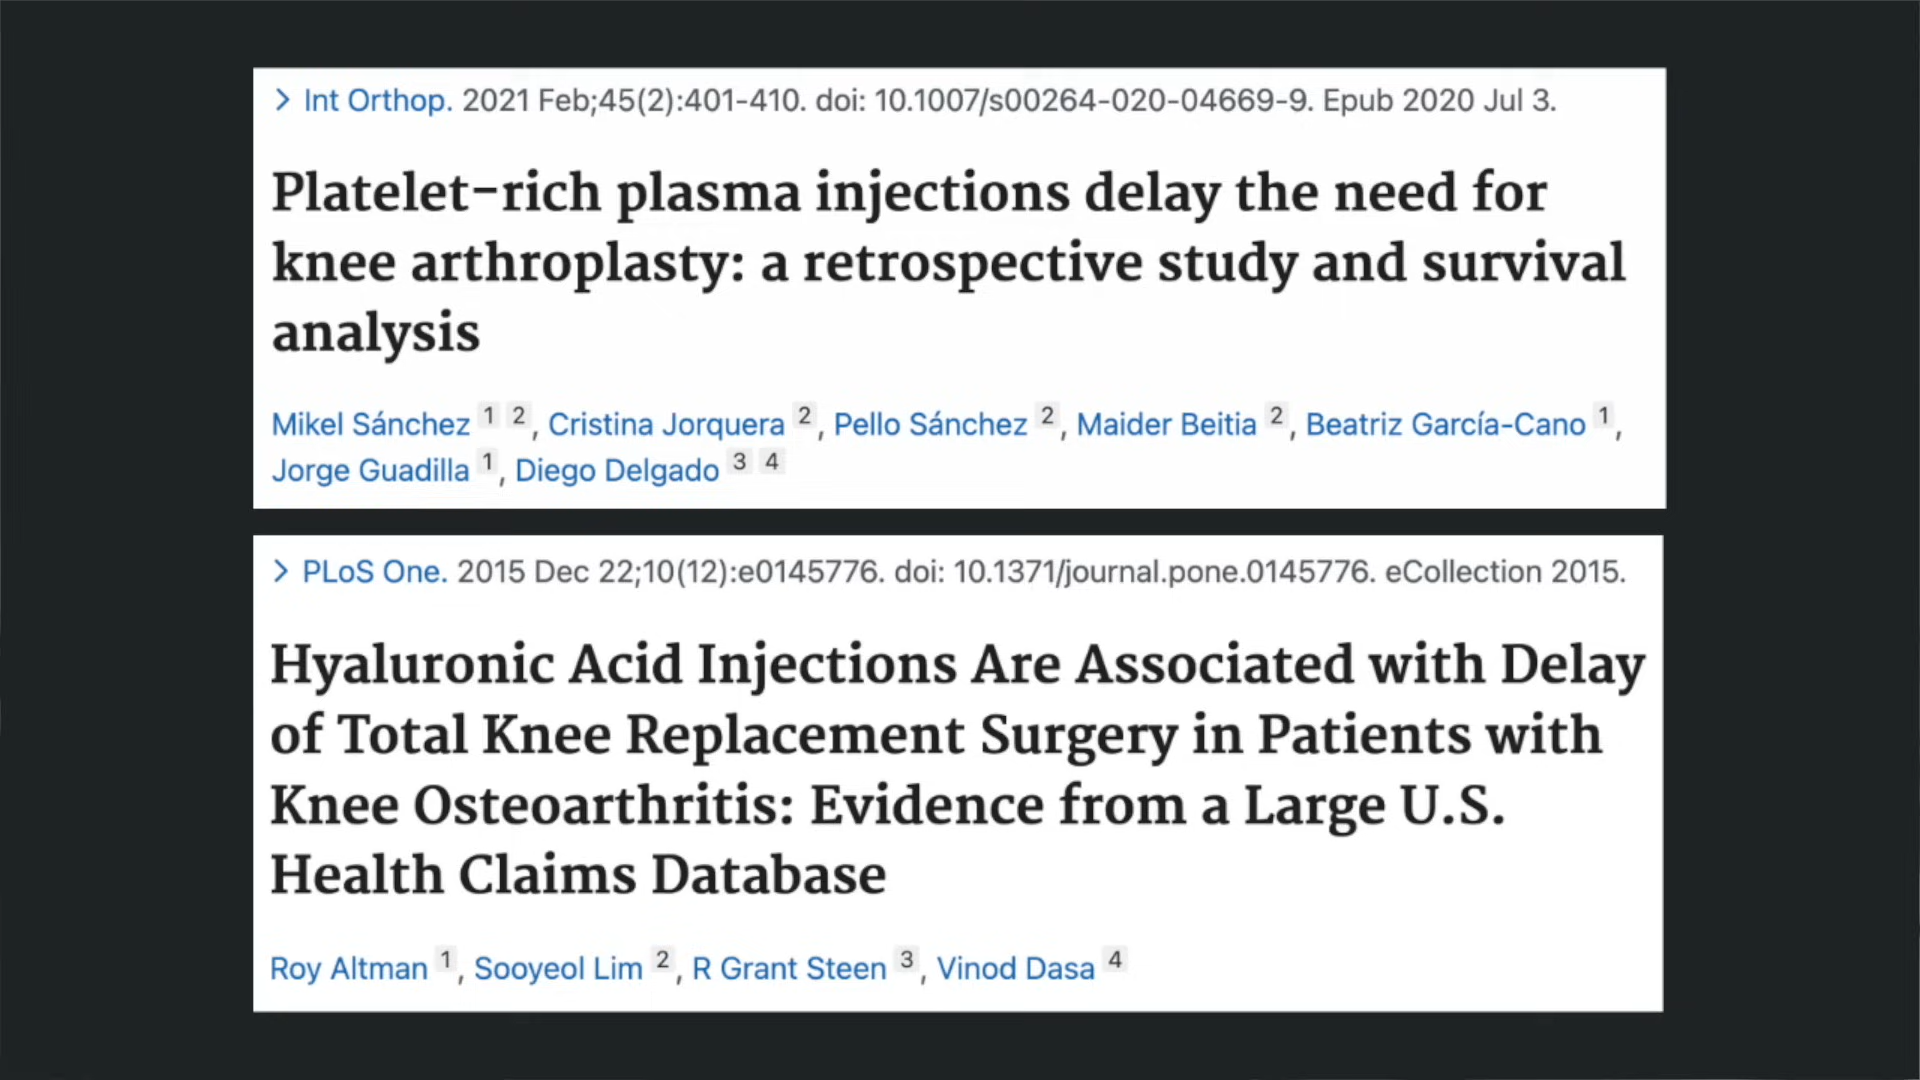 > Int Orthop. 2021 Feb;45(2):401-410. doi: 10.1007/s00264-020-04669-9. Epub 2020 Jul 3.
Platelet-rich plasma injections delay the need for
knee arthroplasty: a retrospective study and survival
analysis
Mikel Sánchez 1 2, Cristina Jorquera 2, Pello Sánchez 2, Maider Beitia 2, Beatriz García-Cano 1,
Jorge Guadilla 1, Diego Delgado 3 4
> PLoS One. 2015 Dec 22;10(12):e0145776. doi: 10.1371/journal.pone.0145776. eCollection 2015.
Hyaluronic Acid Injections Are Associated with Delay
of Total Knee Replacement Surgery in Patients with
Knee Osteoarthritis: Evidence from a Large U.S.
Health Claims Database
Roy Altman 1, Sooyeol Lim 2, R Grant Steen 3, Vinod Dasa 4